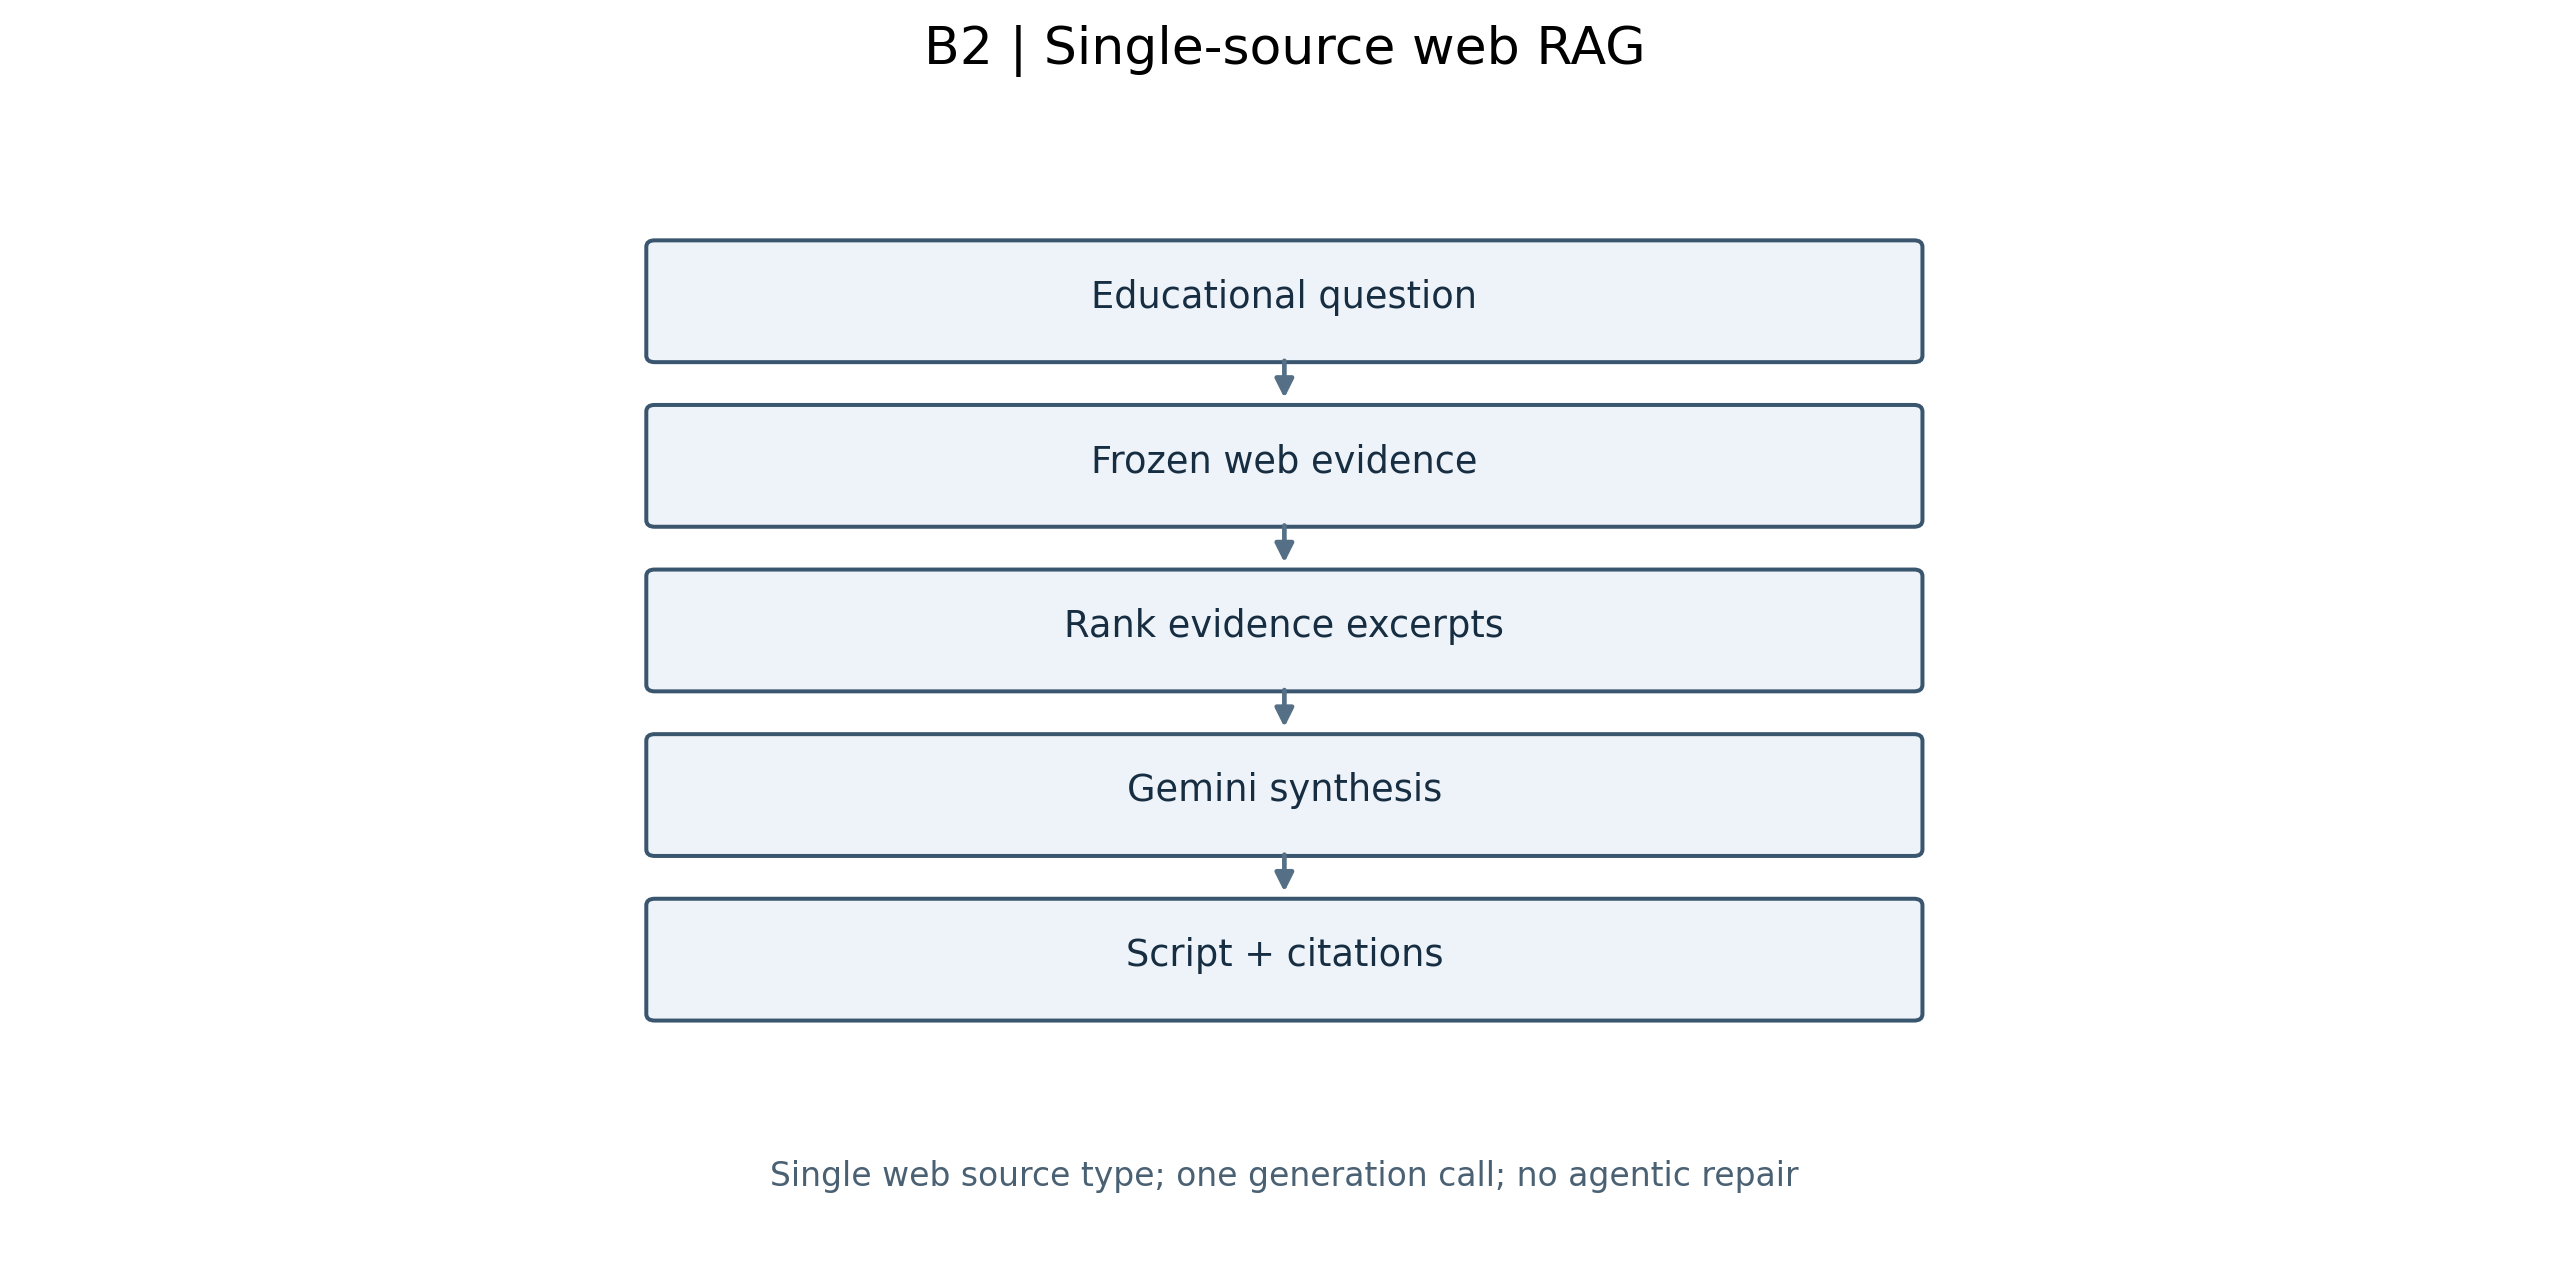 B2 | Single-source web RAG
Educational question
Frozen web evidence
Rank evidence excerpts
Gemini synthesis
Script + citations
Single web source type; one generation call; no agentic repair